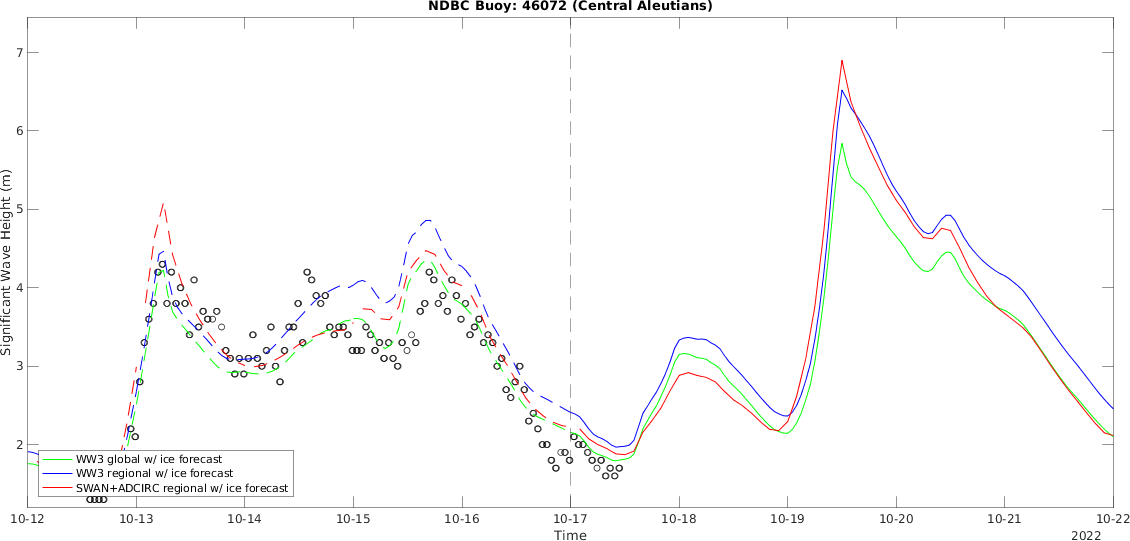 NDBC Buoy: 46072 (Central Aleutians)
7
6
5
4
3
2
Significant Wave Height (m)
WW3 global w/ ice forecast
WW3 regional w/ ice forecast
SWAN+ADCIRC regional w/ ice forecast
10-12 10-13 10-14 10-15 10-16 10-17 10-18 10-19 10-20 10-21 10-22
Time
2022